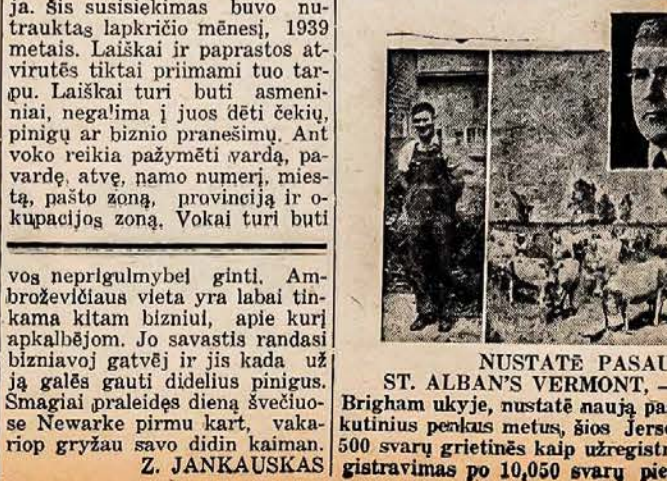 ja. Šis susisiekimas buvo nu-
trauktas lapkričio mėnesį, 1939
metais. Laiškai ir paprastos at-
virutės tiktai priimami tuo tar-
pu. Laiškai turi buti asmeni-
niai, negalima į juos dėti čekių,
pinigų ar biznio pranešimų. Ant
voko reikia pažymėti vardą, pa-
vardę, atvę, namo numerį, mies-
tą, pašto zoną, provinciją ir o-
kupacijos zoną. Vokai turi buti
vos neprigulmybei ginti. Am-
broževičiaus vieta yra labai tin-
kama kitam bizniui, apie kurį
apkalbėjom. Jo savastis randasi
bizniavoj gatvėj ir jis kada už
ją galės gauti didelius pinigus.
Smagiai praleidęs dieną švečiuo-
se Newarke pirmu kart, vaka-
riop gryžau savo didin kaiman.
Z. JANKAUSKAS
NUSTATĖ PASAU
ST. ALBAN'S VERMONT, —
Brigham ukyje, nustatė naują pa
kutinius penkus metus, šios Jerse
500 svarų grietinės kaip užregistr
gistravimas po 10,050 svarų pie